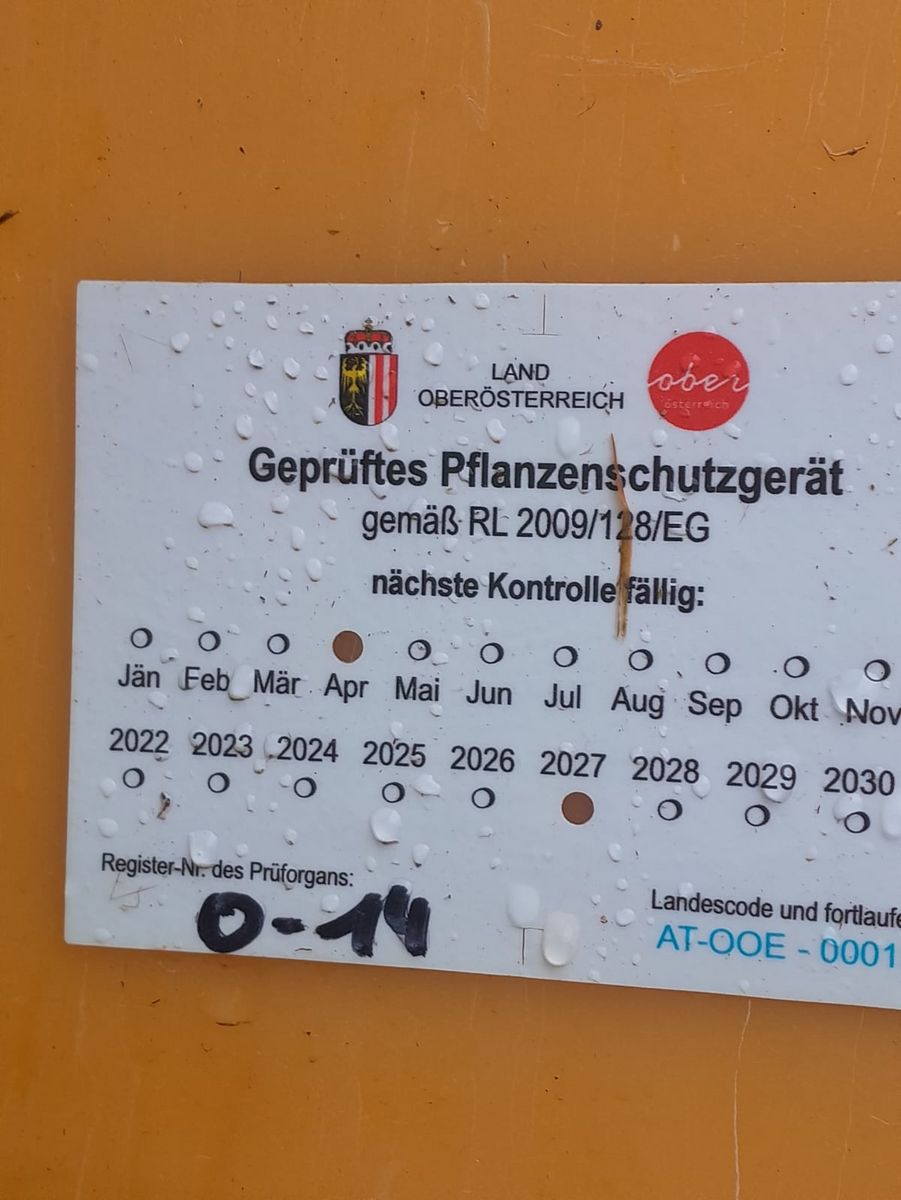 LAND
OBERÖSTERREICH
ober
österreich
Geprüftes Pflanzenschutzgerät
gemäß RL 2009/128/EG
nächste Kontrolle fällig:
Jän Feb Mär Apr Mai Jun Jul Aug Sep Okt Nov
2022 2023 2024 2025 2026 2027 2028 2029 2030
Register-Nr. des Prüforgans:
O-14
Landescode und fortlaufe
AT-OOE - 0001